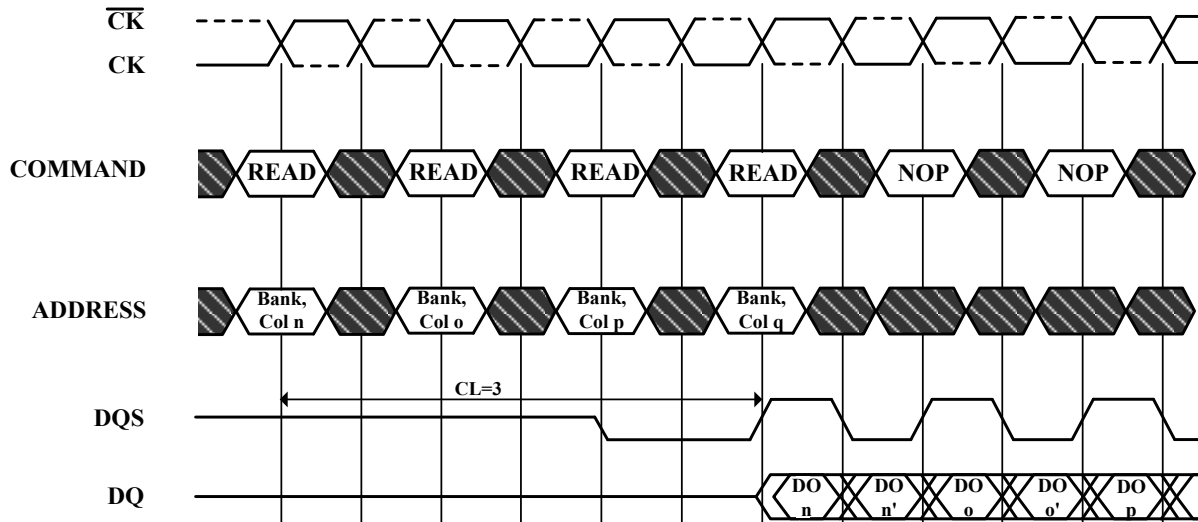 CK
CK
COMMAND READ READ READ READ NOP NOP
ADDRESS Bank, Col n Bank, Col o Bank, Col p Bank, Col q
CL=3
DQS
DQ DO n DO n' DO o DO o' DO p